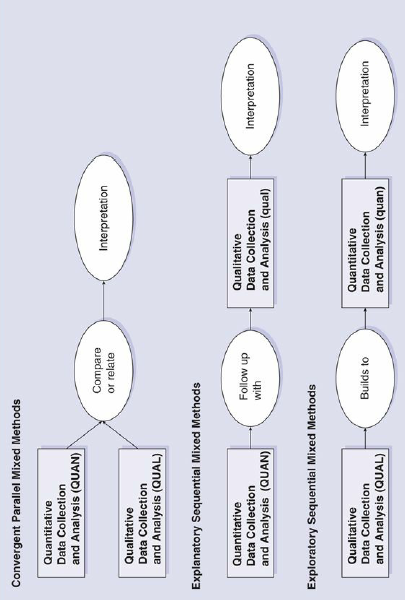 Convergent Parallel Mixed Methods
Quantitative
Data Collection
and Analysis (QUAN)
Qualitative
Data Collection
and Analysis (QUAL)
Compare
or relate
Interpretation
Explanatory Sequential Mixed Methods
Quantitative
Data Collection
and Analysis (QUAN)
Follow up
with
Qualitative
Data Collection
and Analysis (qual)
Interpretation
Exploratory Sequential Mixed Methods
Qualitative
Data Collection
and Analysis (QUAL)
Builds to
Quantitative
Data Collection
and Analysis (quan)
Interpretation